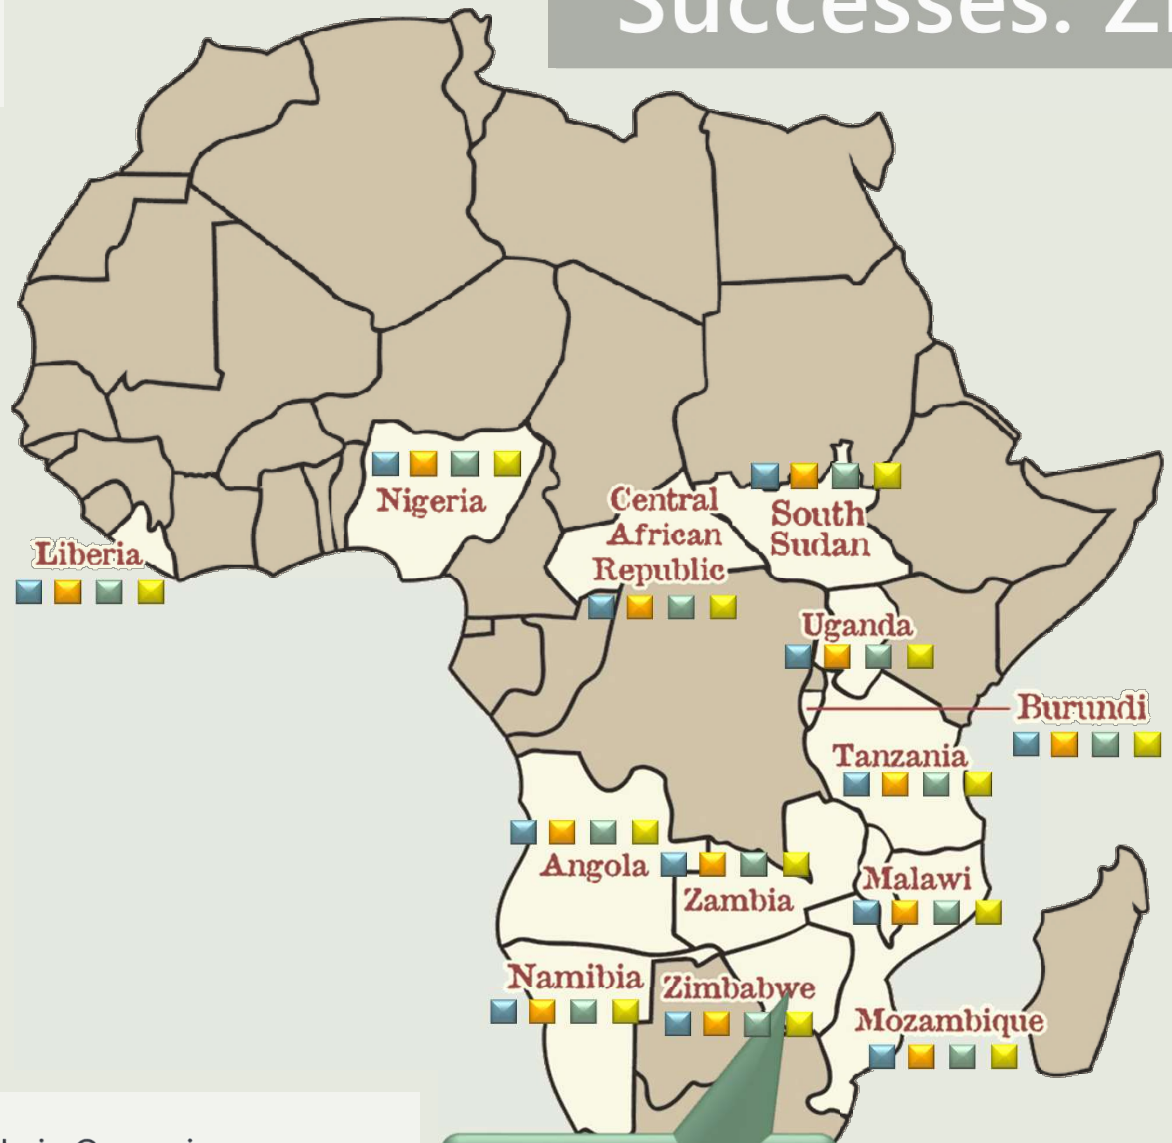 Successes: Z
Nigeria
Central
African
Republic
South
Sudan
Liberia
Uganda
Burundi
Tanzania
Angola
Zambia
Malawi
Namibia
Zimbabwe
Mozambique